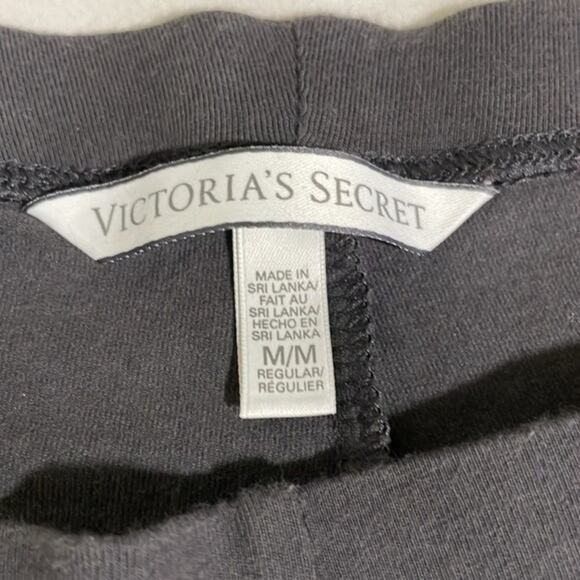 VICTORIA'S SECRET
MADE IN
SRI LANKA/
FAIT AU
SRI LANKA/
HECHO EN
SRI LANKA
M/M
REGULAR/
RÉGULIER